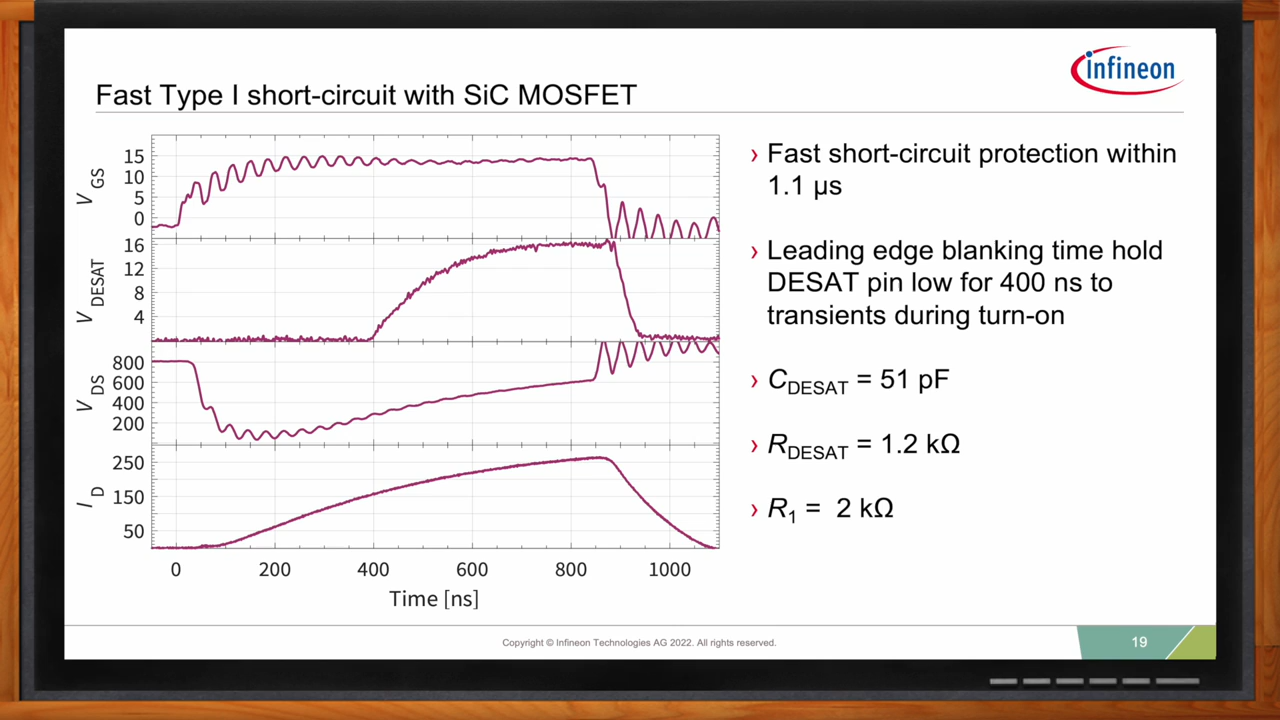 infineon
Fast Type I short-circuit with SiC MOSFET
V GS
15
10
5
0
V DESAT
16
12
8
4
V DS
800
600
400
200
I D
250
150
50
0 200 400 600 800 1000
Time [ns]
› Fast short-circuit protection within
1.1 µs
› Leading edge blanking time hold
DESAT pin low for 400 ns to
transients during turn-on
› CDESAT = 51 pF
› RDESAT = 1.2 kΩ
› R1 = 2 kΩ
Copyright © Infineon Technologies AG 2022. All rights reserved.
19